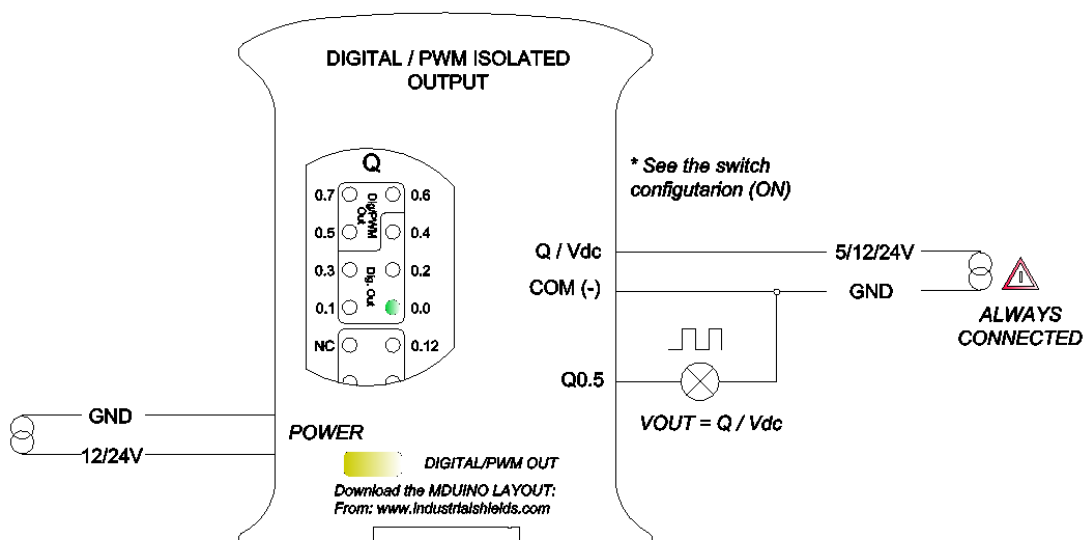 DIGITAL / PWM ISOLATED
OUTPUT
Q
0.7
0.6
Dig/PWM
Out
0.5
0.4
0.3
0.2
Dig. Out
0.1
0.0
NC
0.12
* See the switch
configutarion (ON)
Q / Vdc
5/12/24V
COM (-)
GND
ALWAYS
CONNECTED
Q0.5
VOUT = Q / Vdc
GND
12/24V
POWER
DIGITAL/PWM OUT
Download the MDUINO LAYOUT:
From: www.industrialshields.com